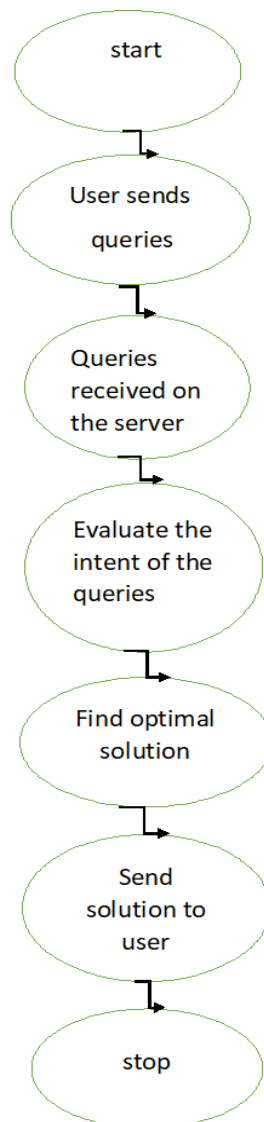 start
User sends
queries
Queries
received on
the server
Evaluate the
intent of the
queries
Find optimal
solution
Send
solution to
user
stop